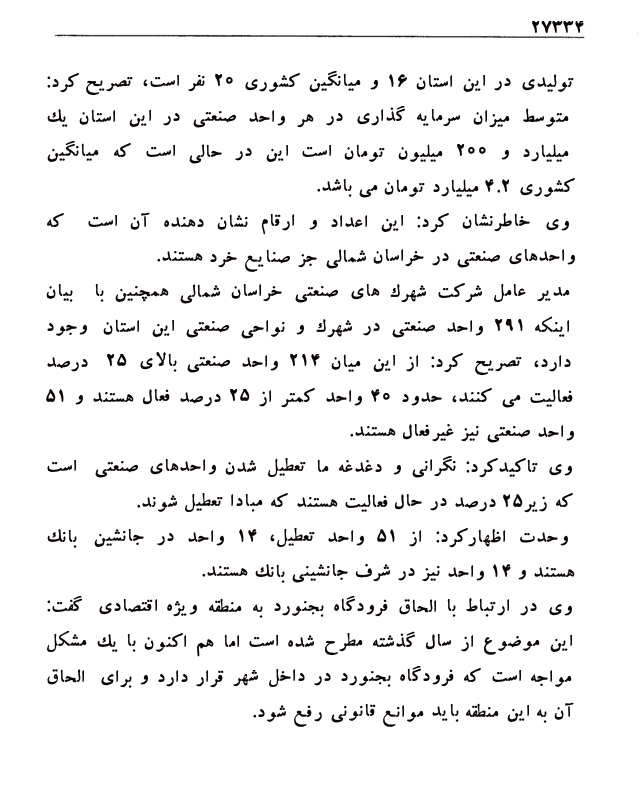 ۲۷۳۳۴
تولیدی در این استان ۱۶ و میانگین کشوری ۲۰ نفر است، تصریح کرد:
متوسط میزان سرمایه گذاری در هر واحد صنعتی در این استان یك
میلیارد و ۲۰۰ میلیون تومان است این در حالی است که میانگین
کشوری ۴.۲ میلیارد تومان می باشد.
وی خاطرنشان کرد: این اعداد و ارقام نشان دهنده آن است که
واحدهای صنعتی در خراسان شمالی جز صنایع خرد هستند.
مدیر عامل شرکت شهرك های صنعتی خراسان شمالی همچنین با بیان
اینکه ۲۹۱ واحد صنعتی در شهرك و نواحی صنعتی این استان وجود
دارد، تصریح کرد: از این میان ۲۱۴ واحد صنعتی بالای ۲۵ درصد
فعالیت می کنند، حدود ۴۰ واحد کمتر از ۲۵ درصد فعال هستند و ۵۱
واحد صنعتی نیز غیرفعال هستند.
وی تاکیدکرد: نگرانی و دغدغه ما تعطیل شدن واحدهای صنعتی است
که زیر۲۵ درصد در حال فعالیت هستند که مبادا تعطیل شوند.
وحدت اظهارکرد: از ۵۱ واحد تعطیل، ۱۴ واحد در جانشین بانك
هستند و ۱۴ واحد نیز در شرف جانشینی بانك هستند.
وی در ارتباط با الحاق فرودگاه بجنورد به منطقه ویژه اقتصادی گفت:
این موضوع از سال گذشته مطرح شده است اما هم اکنون با یك مشکل
مواجه است که فرودگاه بجنورد در داخل شهر قرار دارد و برای الحاق
آن به این منطقه باید موانع قانونی رفع شود.